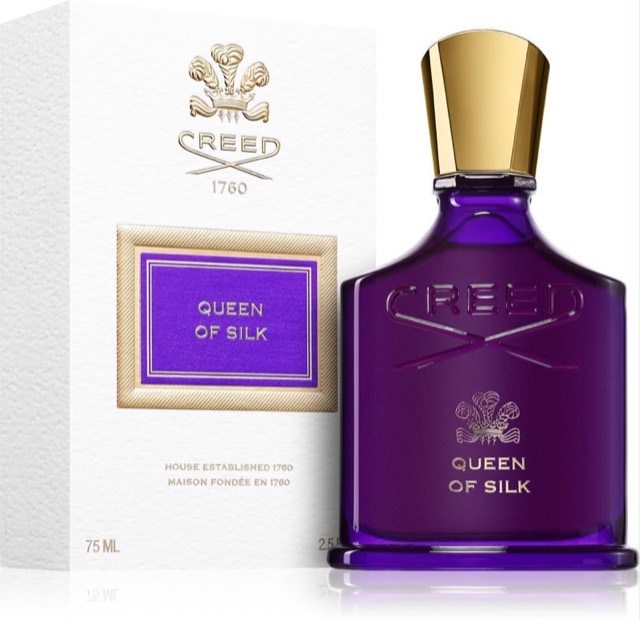 CREED
1760
QUEEN
OF SILK
HOUSE ESTABLISHED 1760
MAISON FONDÉE EN 1760
75 ML
CREED
QUEEN
OF SILK